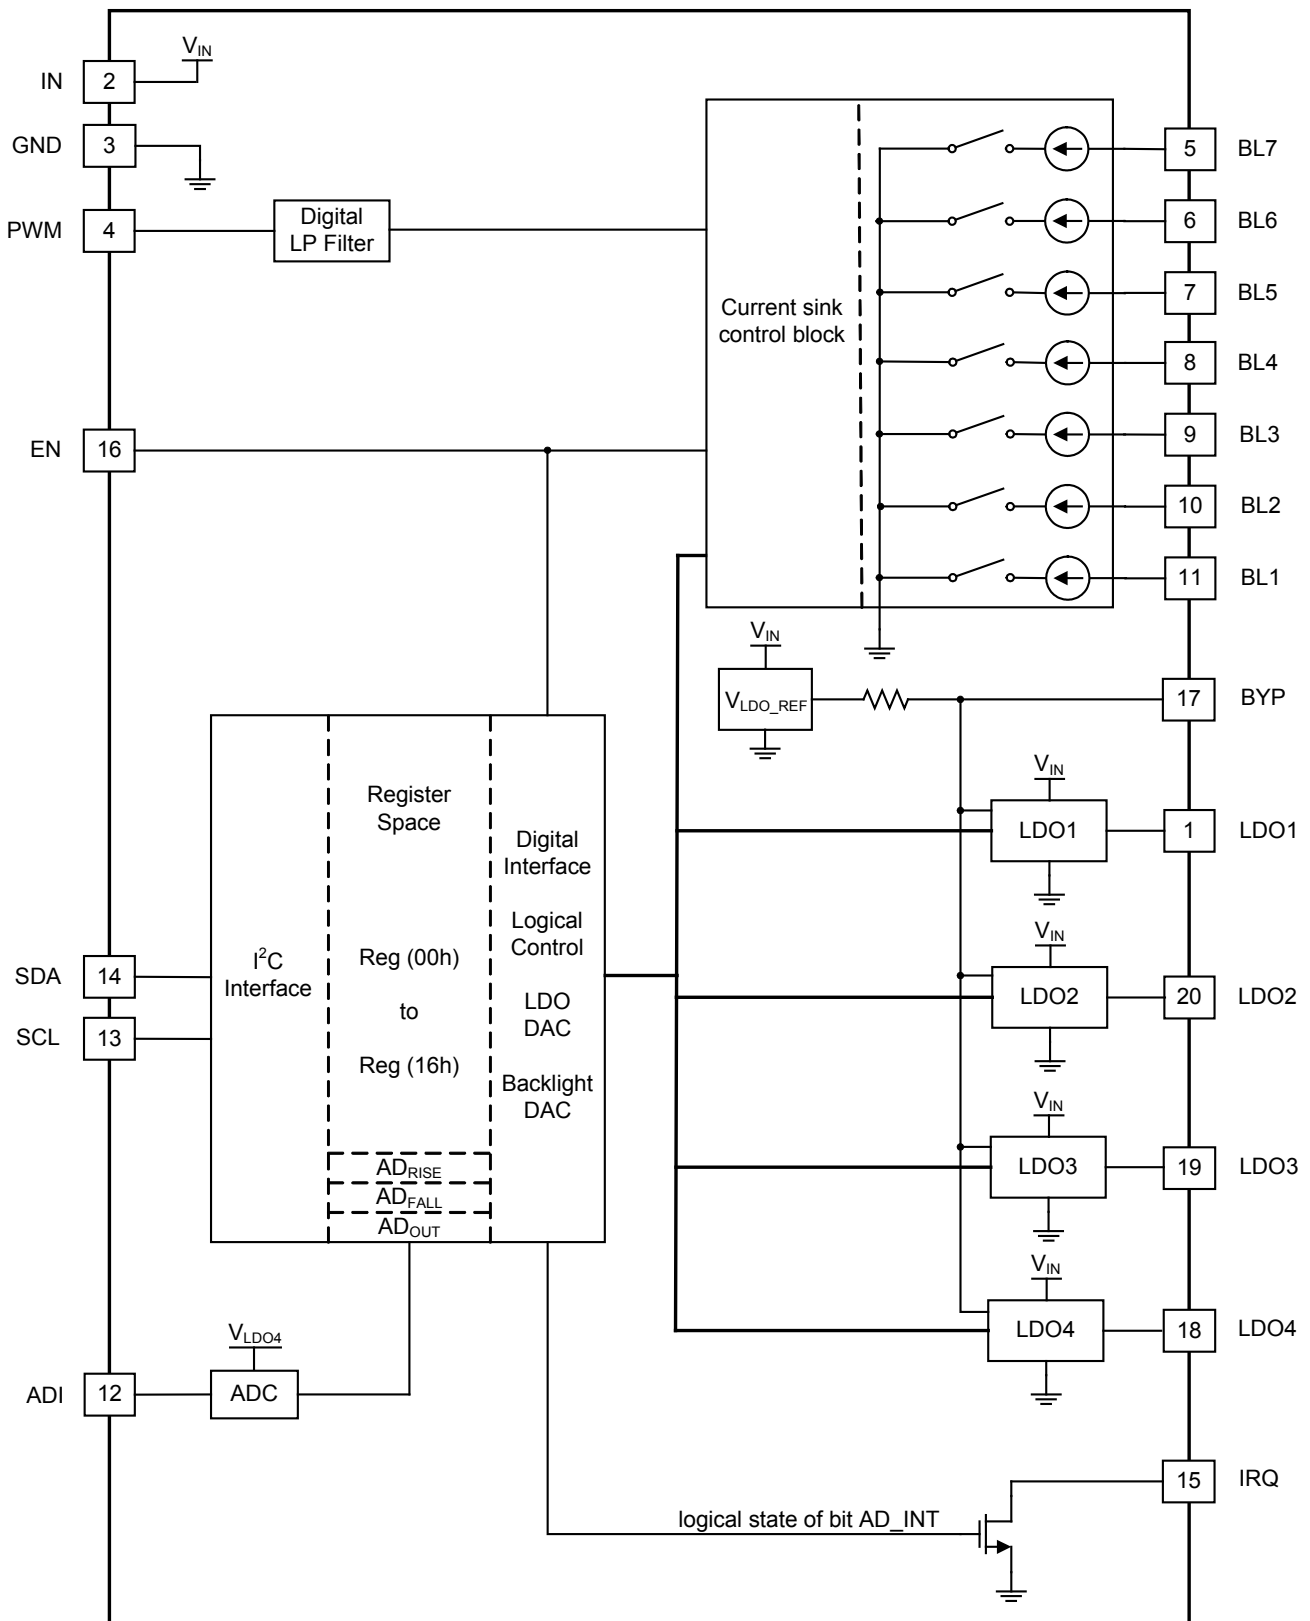 V_IN
IN 2
GND 3
PWM 4
Digital
LP Filter
EN 16
Current sink
control block
5 BL7
6 BL6
7 BL5
8 BL4
9 BL3
10 BL2
11 BL1
V_IN
V_LDO_REF
17 BYP
V_IN
LDO1
1 LDO1
V_IN
LDO2
20 LDO2
V_IN
LDO3
19 LDO3
V_IN
LDO4
18 LDO4
SDA 14
SCL 13
I²C
Interface
Register
Space
Reg (00h)
to
Reg (16h)
AD_RISE
AD_FALL
AD_OUT
Digital
Interface
Logical
Control
LDO
DAC
Backlight
DAC
V_LDO4
ADI 12
ADC
15 IRQ
logical state of bit AD_INT